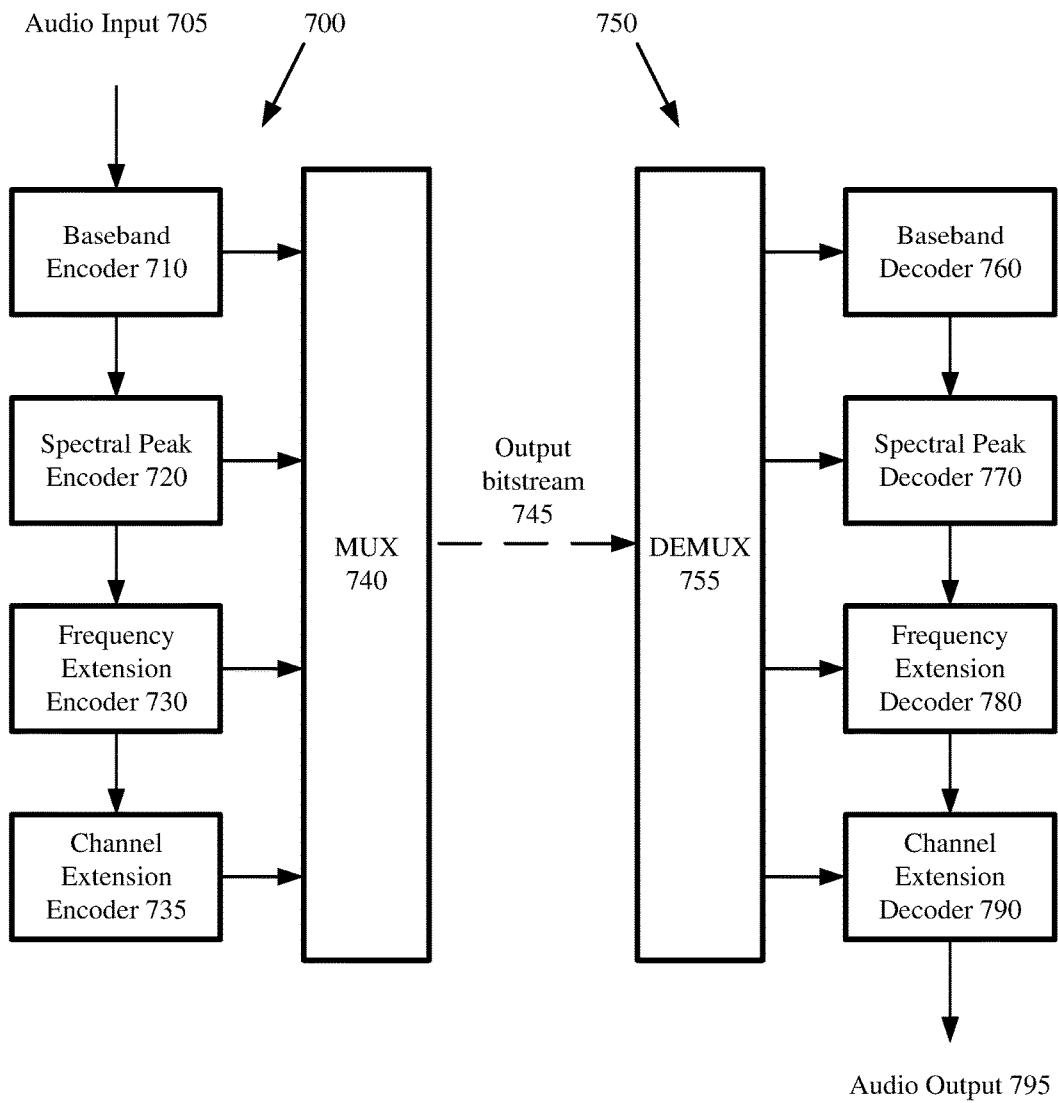 Audio Input 705
700
750
Baseband
Encoder 710
Spectral Peak
Encoder 720
Frequency
Extension
Encoder 730
Channel
Extension
Encoder 735
MUX
740
Output
bitstream
745
DEMUX
755
Baseband
Decoder 760
Spectral Peak
Decoder 770
Frequency
Extension
Decoder 780
Channel
Extension
Decoder 790
Audio Output 795